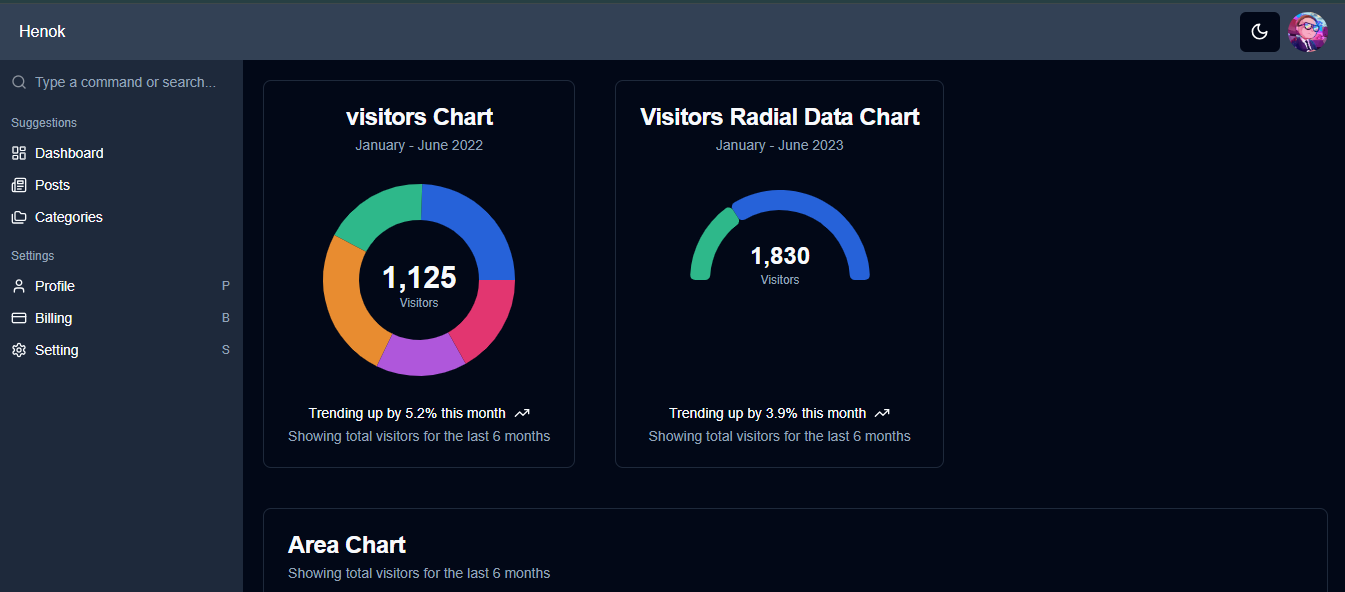 Henok
Type a command or search...
Suggestions
Dashboard
Posts
Categories
Settings
Profile P
Billing B
Setting S
visitors Chart
January - June 2022
1,125
Visitors
Trending up by 5.2% this month
Showing total visitors for the last 6 months
Visitors Radial Data Chart
January - June 2023
1,830
Visitors
Trending up by 3.9% this month
Showing total visitors for the last 6 months
Area Chart
Showing total visitors for the last 6 months